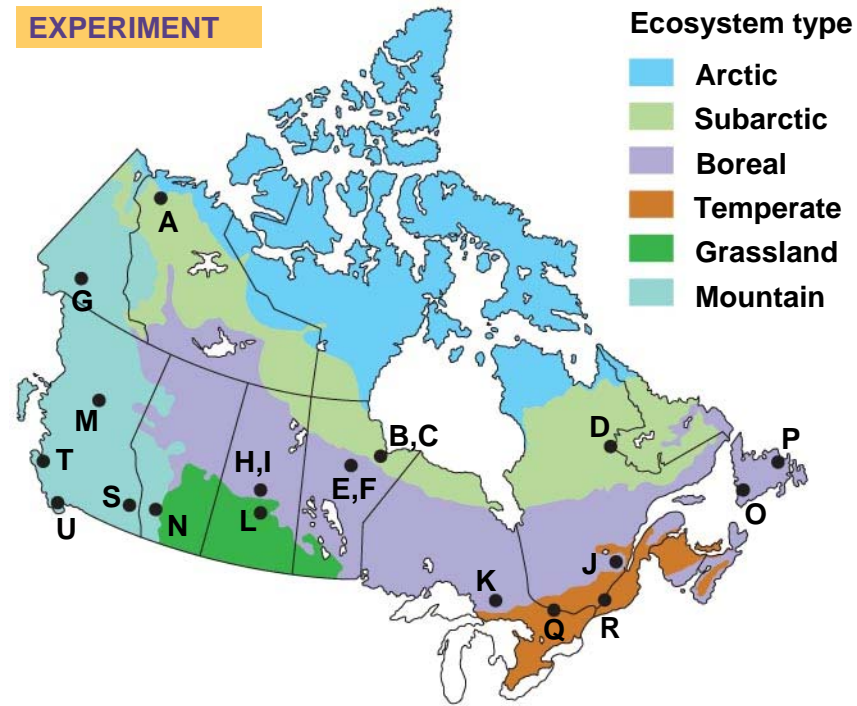 EXPERIMENT
Ecosystem type
Arctic
Subarctic
Boreal
Temperate
Grassland
Mountain
A
G
M
B,C
D
P
T
H,I
E,F
S
N
L
O
U
J
K
Q
R